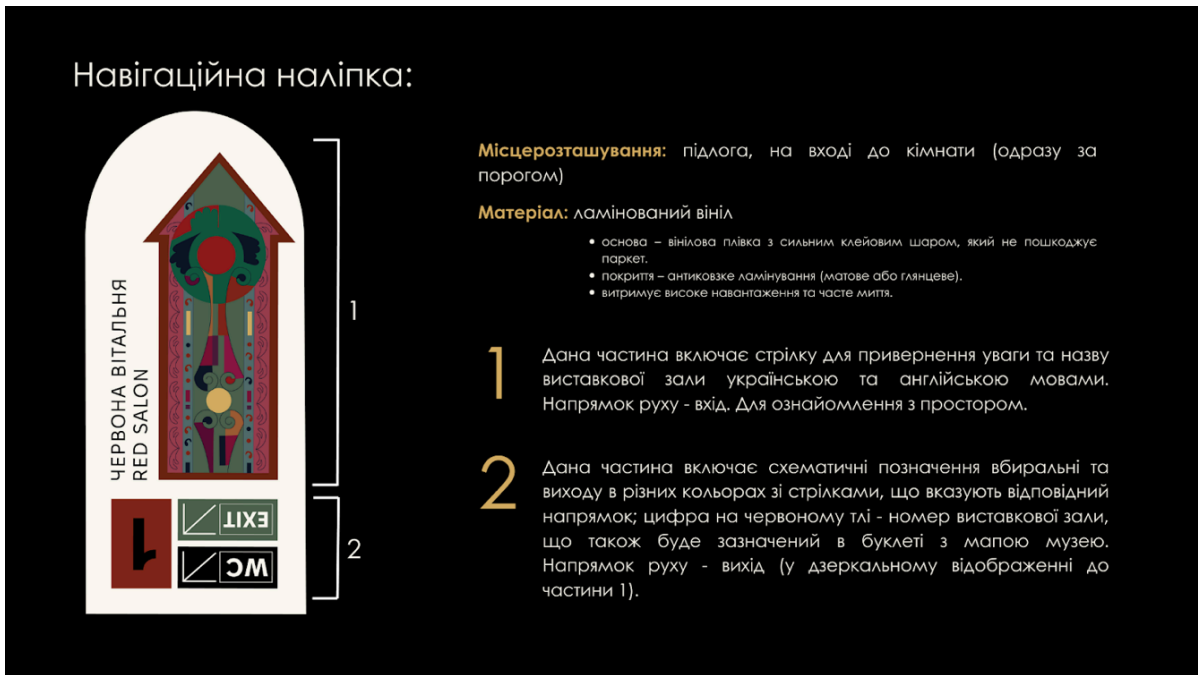 Навігаційна наліпка:
ЧЕРВОНА ВІТАЛЬНЯ
RED SALON
1
EXIT
WC
1
2
Місцерозташування: підлога, на вході до кімнати (одразу за
порогом)
Матеріал: ламінований вініл
• основа – вінілова плівка з сильним клейовим шаром, який не пошкоджує
паркет.
• покриття – антиковзке ламінування (матове або глянцеве).
• витримує високе навантаження та часте миття.
1
Дана частина включає стрілку для привернення уваги та назву
виставкової зали українською та англійською мовами.
Напрямок руху - вхід. Для ознайомлення з простором.
2
Дана частина включає схематичні позначення вбиральні та
виходу в різних кольорах зі стрілками, що вказують відповідний
напрямок; цифра на червоному тлі - номер виставкової зали,
що також буде зазначений в буклеті з мапою музею.
Напрямок руху - вихід (у дзеркальному відображенні до
частини 1).